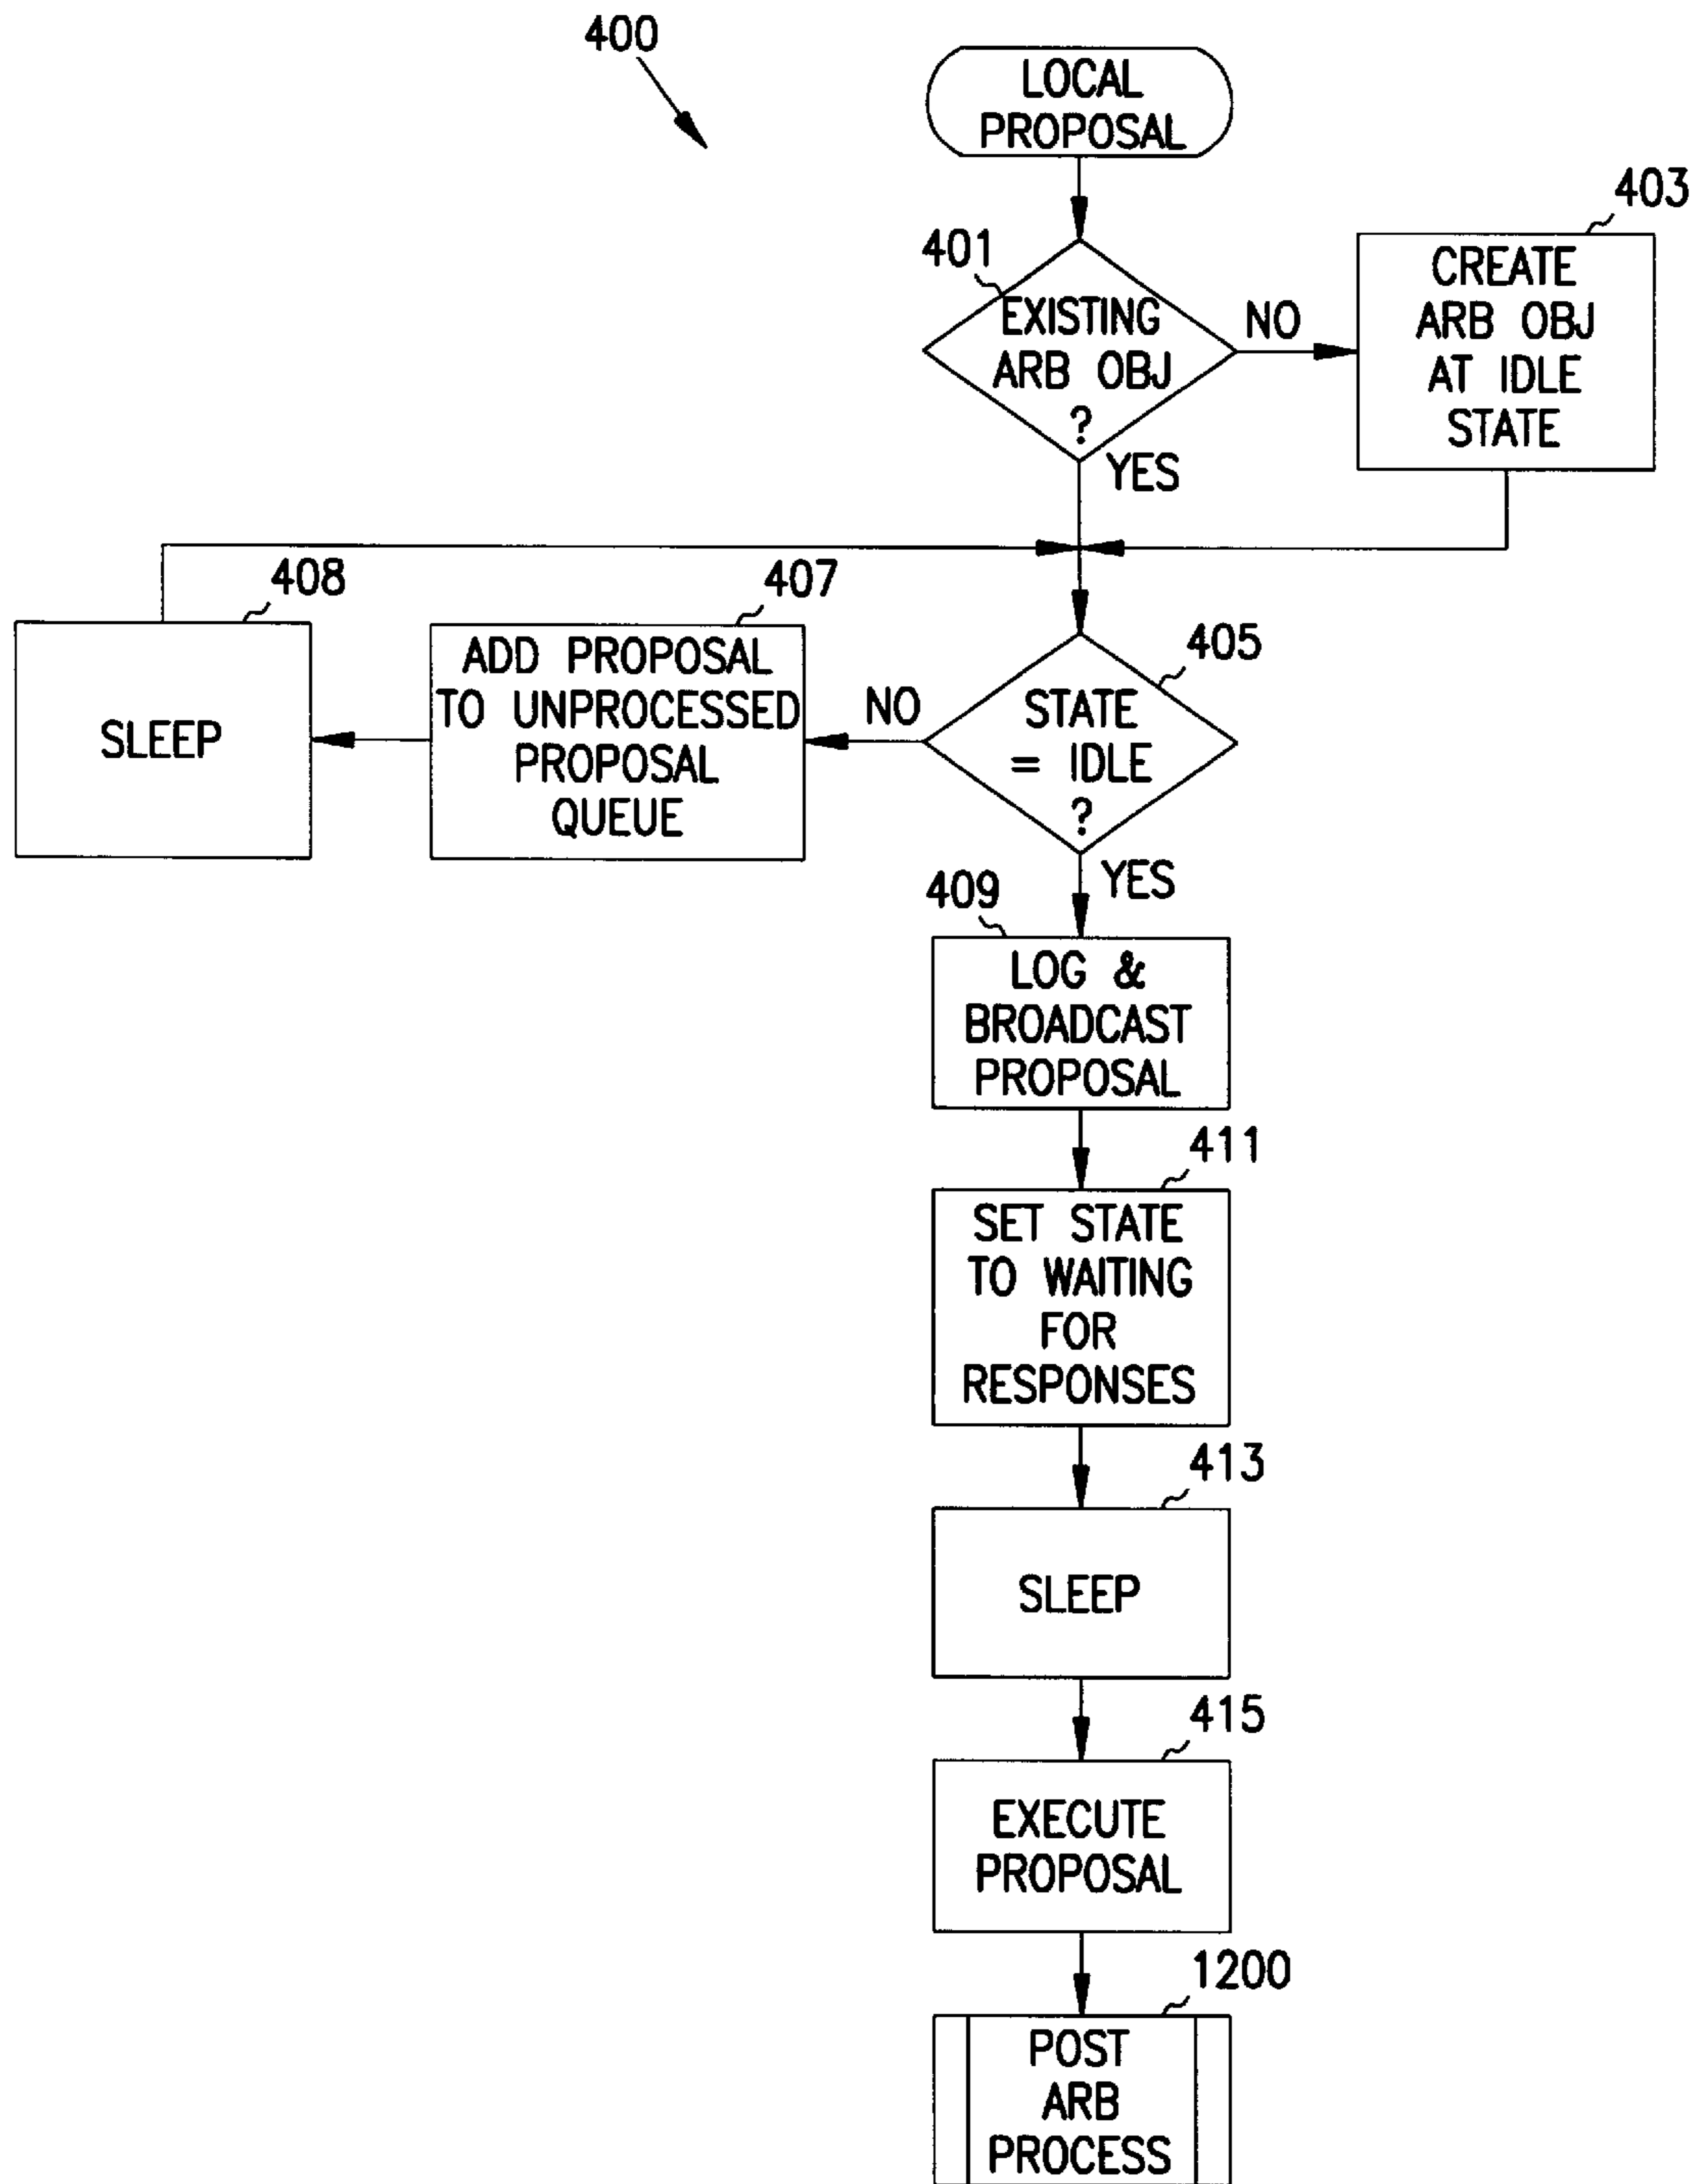 400
LOCAL
PROPOSAL
401
EXISTING
ARB OBJ
?
NO
YES
403
CREATE
ARB OBJ
AT IDLE
STATE
408
SLEEP
407
ADD PROPOSAL
TO UNPROCESSED
PROPOSAL
QUEUE
NO
405
STATE
= IDLE
?
YES
409
LOG &
BROADCAST
PROPOSAL
411
SET STATE
TO WAITING
FOR
RESPONSES
413
SLEEP
415
EXECUTE
PROPOSAL
1200
POST
ARB
PROCESS